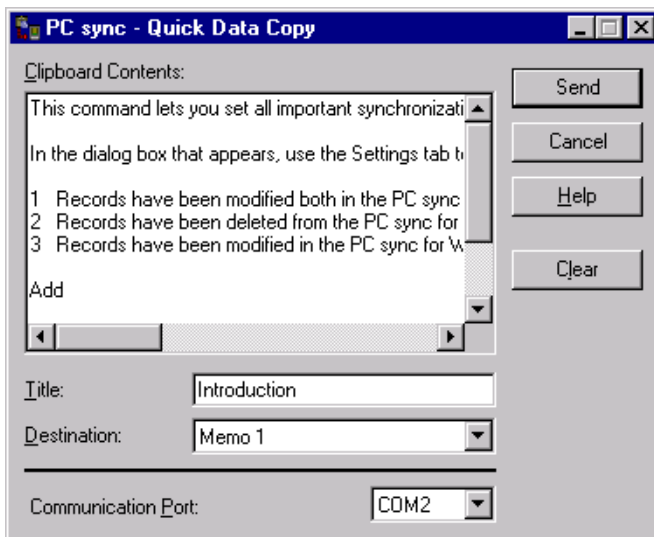 PC sync - Quick Data Copy
Clipboard Contents:
This command lets you set all important synchronizati
In the dialog box that appears, use the Settings tab t
1 Records have been modified both in the PC sync
2 Records have been deleted from the PC sync for
3 Records have been modified in the PC sync for W
Add
Send
Cancel
Help
Clear
Title: Introduction
Destination: Memo 1
Communication Port: COM2